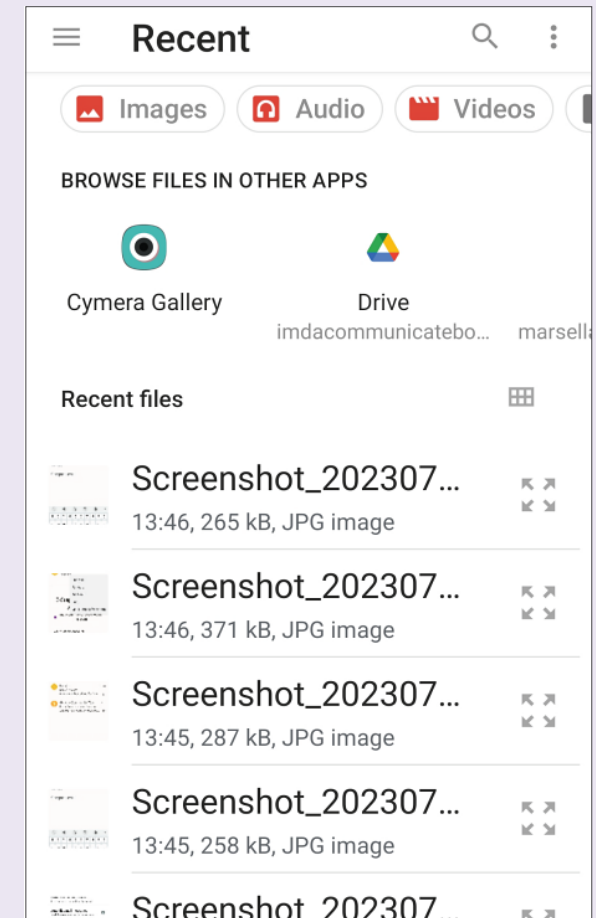 Recent
Images Audio Videos
BROWSE FILES IN OTHER APPS
Cymera Gallery Drive
imdacommunicatebo... marsella
Recent files
Screenshot_202307...
13:46, 265 kB, JPG image
Screenshot_202307...
13:46, 371 kB, JPG image
Screenshot_202307...
13:45, 287 kB, JPG image
Screenshot_202307...
13:45, 258 kB, JPG image
Screenshot_202307...